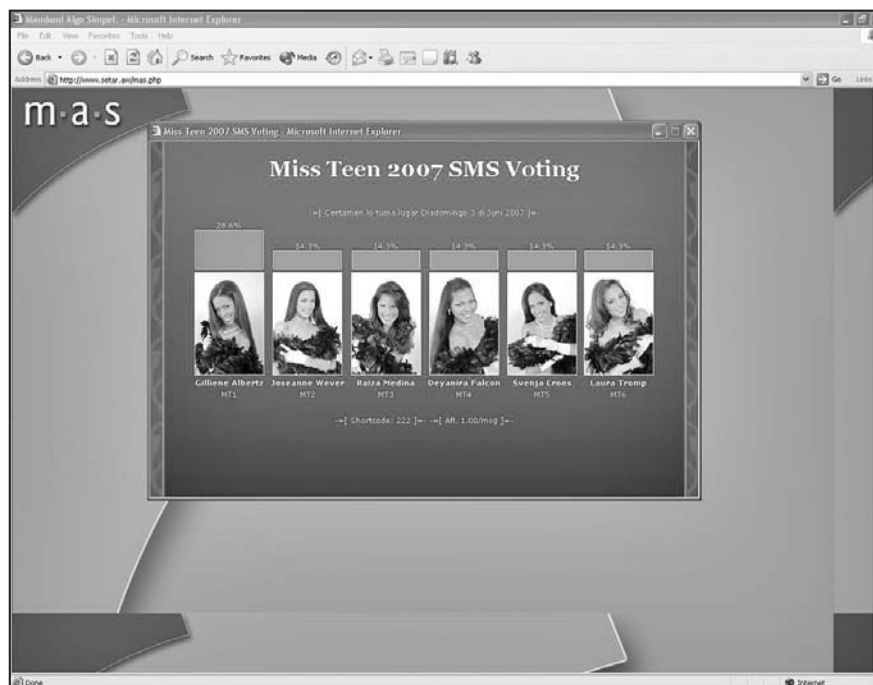 Mandami Algo Simpel: - Microsoft Internet Explorer
File Edit View Favorites Tools Help
Back Search Favorites Media
Address http://www.setar.aw/mas.php Go Links
m·a·s
Miss Teen 2007 SMS Voting - Microsoft Internet Explorer
Miss Teen 2007 SMS Voting
-=[ Certamen lo tuma lugar Diadomingo 3 di Juni 2007 ]=-
28.6% 14.3% 14.3% 14.3% 14.3% 14.3%
Gilliene Albertz Joseanne Wever Raiza Medina Deyanira Falcon Svenja Croes Laura Tromp
MT1 MT2 MT3 MT4 MT5 MT6
-=[ Shortcode: 222 ]=- -=[ Afl. 1.00/msg ]=-
Done Internet